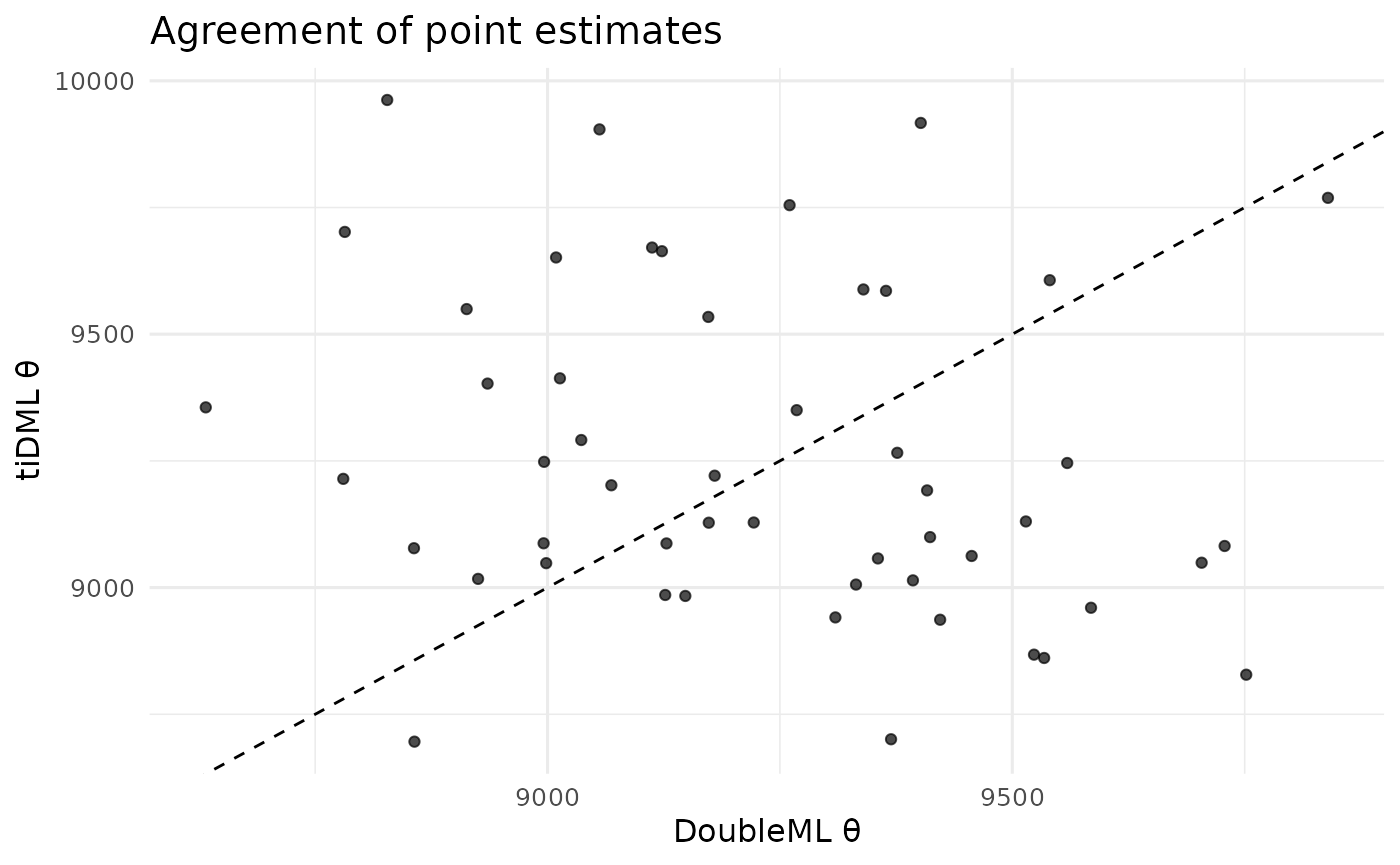 Agreement of point estimates
10000
9500
9000
tiDML θ
9000
9500
DoubleML θ